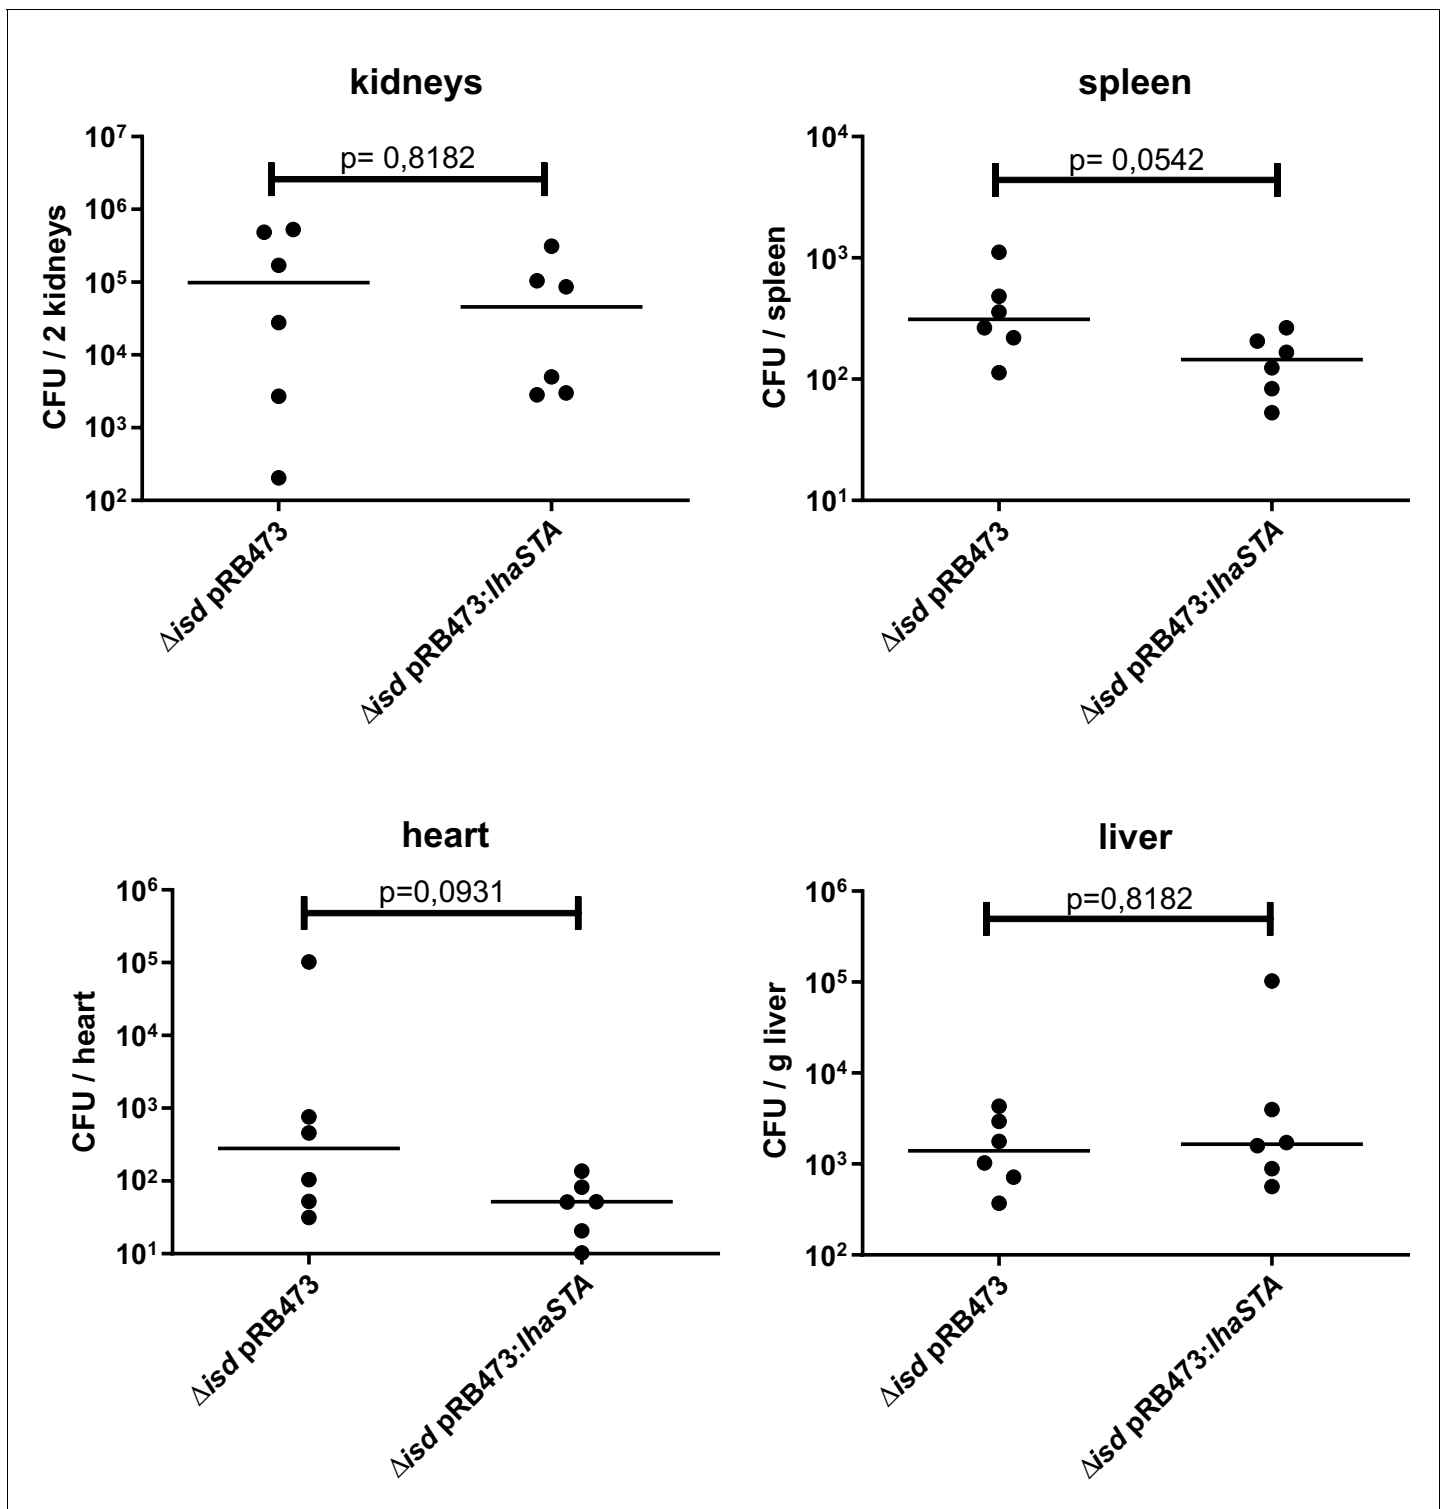 kidneys
p= 0,8182
CFU / 2 kidneys
10⁷
10⁶
10⁵
10⁴
10³
10²
Δisd pRB473
Δisd pRB473:lhaSTA
spleen
p= 0,0542
CFU / spleen
10⁴
10³
10²
10¹
Δisd pRB473
Δisd pRB473:lhaSTA
heart
p=0,0931
CFU / heart
10⁶
10⁵
10⁴
10³
10²
10¹
Δisd pRB473
Δisd pRB473:lhaSTA
liver
p=0,8182
CFU / g liver
10⁶
10⁵
10⁴
10³
10²
Δisd pRB473
Δisd pRB473:lhaSTA